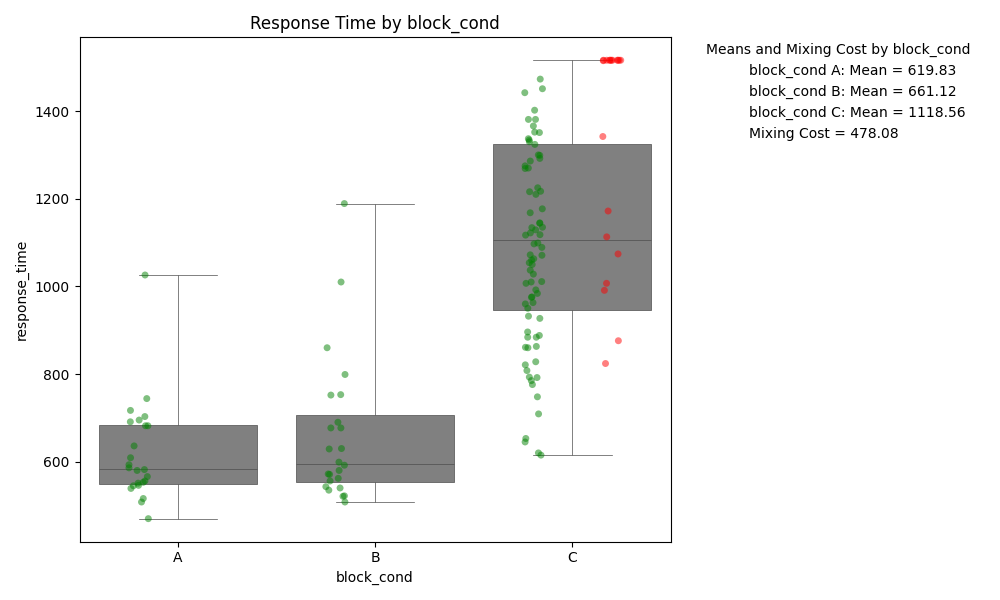 Response Time by block_cond
Means and Mixing Cost by block_cond
block_cond A: Mean = 619.83
block_cond B: Mean = 661.12
block_cond C: Mean = 1118.56
Mixing Cost = 478.08
response_time
1400
1200
1000
800
600
A
B
C
block_cond